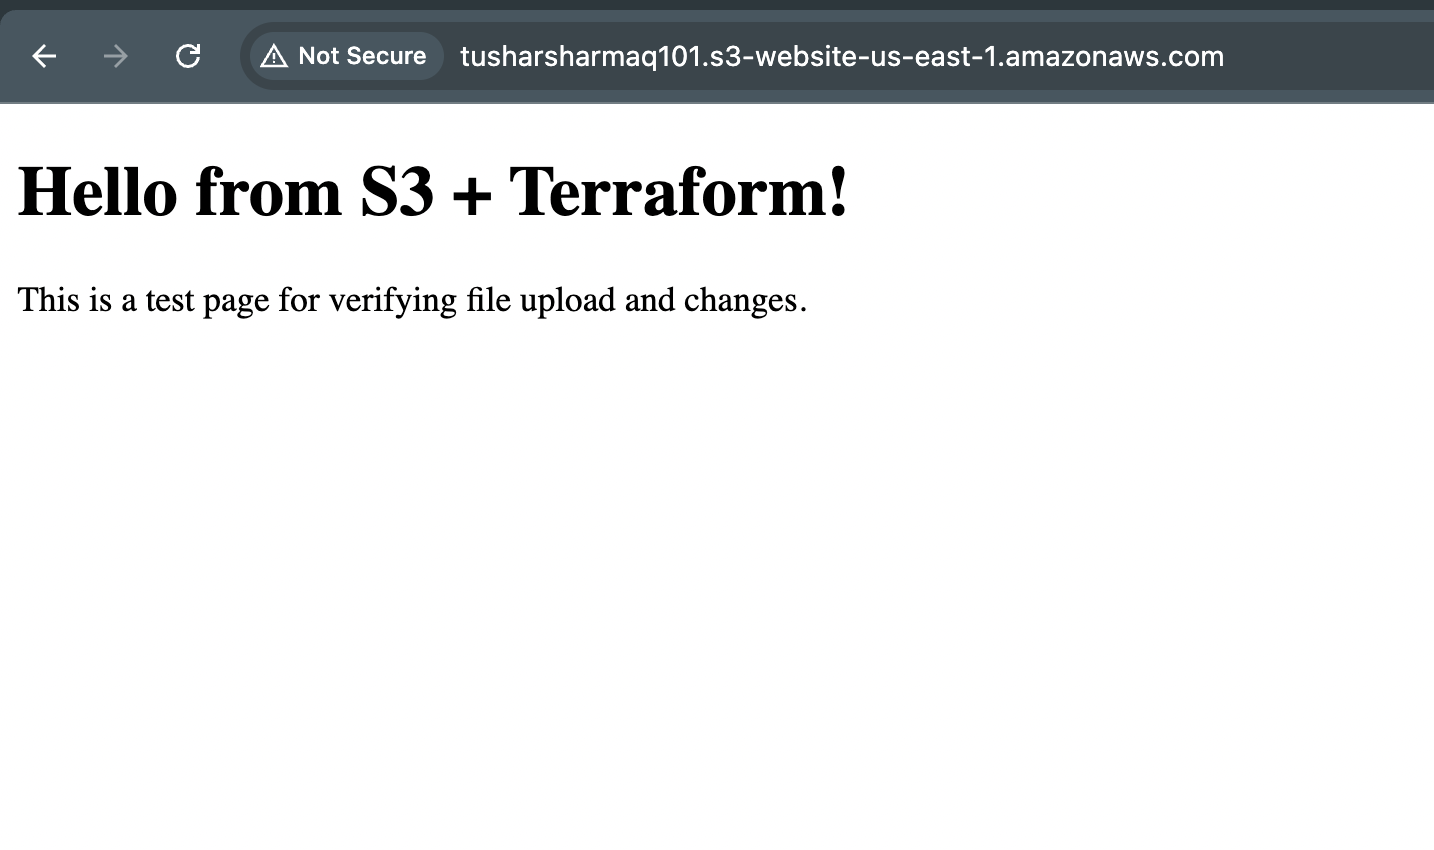 Not Secure tusharsharmaq101.s3-website-us-east-1.amazonaws.com
Hello from S3 + Terraform!
This is a test page for verifying file upload and changes.